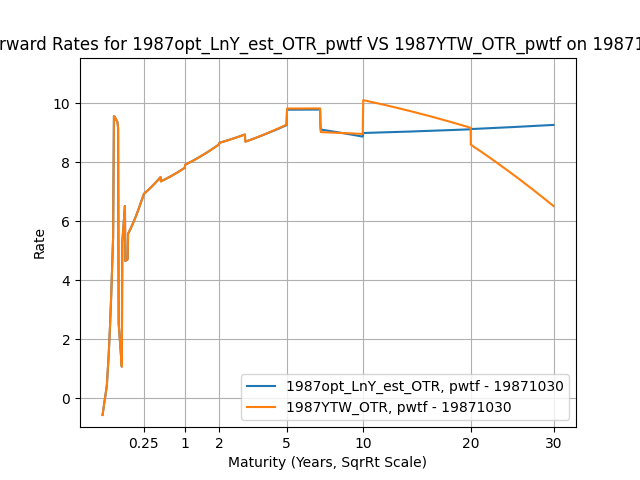 rward Rates for 1987opt_LnY_est_OTR_pwtf VS 1987YTW_OTR_pwtf on 19871
10
8
6
4
2
0
Rate
0.25 1 2 5 10 20 30
Maturity (Years, SqrRt Scale)
1987opt_LnY_est_OTR, pwtf - 19871030
1987YTW_OTR, pwtf - 19871030